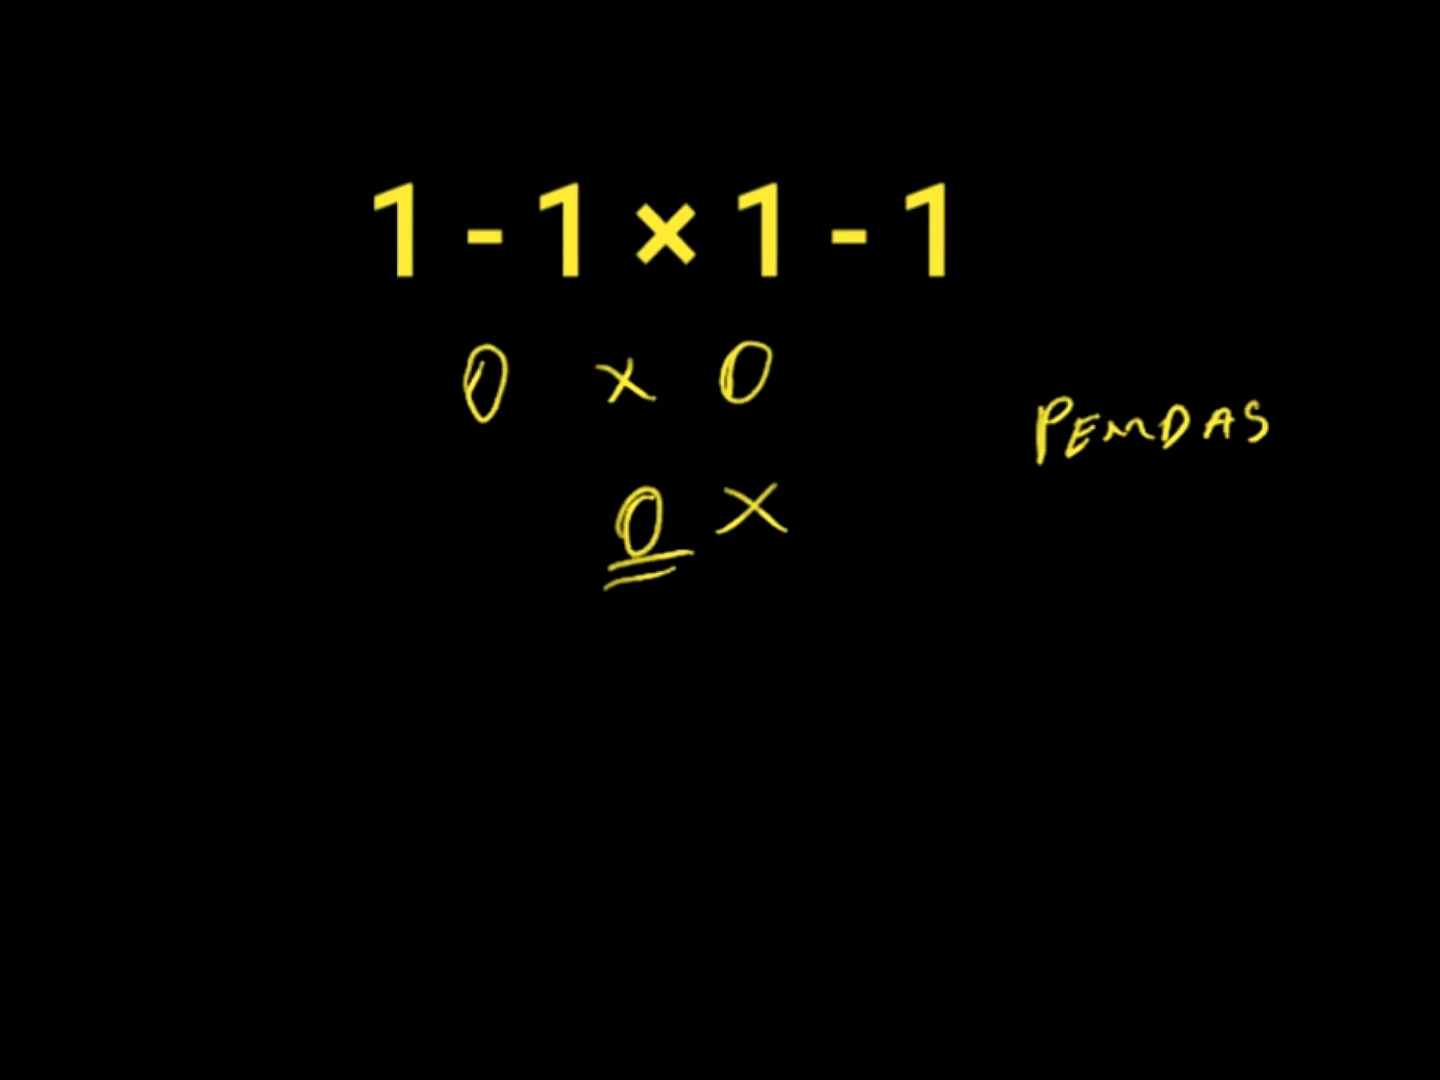 1 - 1 × 1 - 1
0 × 0
PEMDAS
0 ×